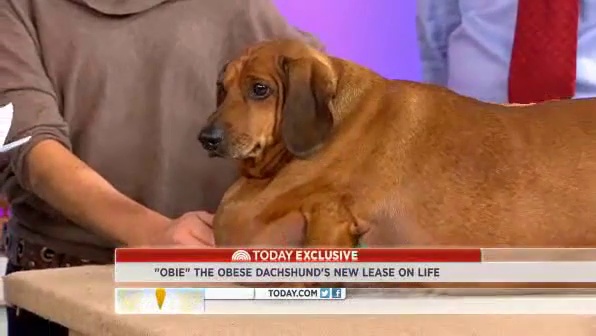 TODAY EXCLUSIVE
"OBIE" THE OBESE DACHSHUND'S NEW LEASE ON LIFE
TODAY.COM